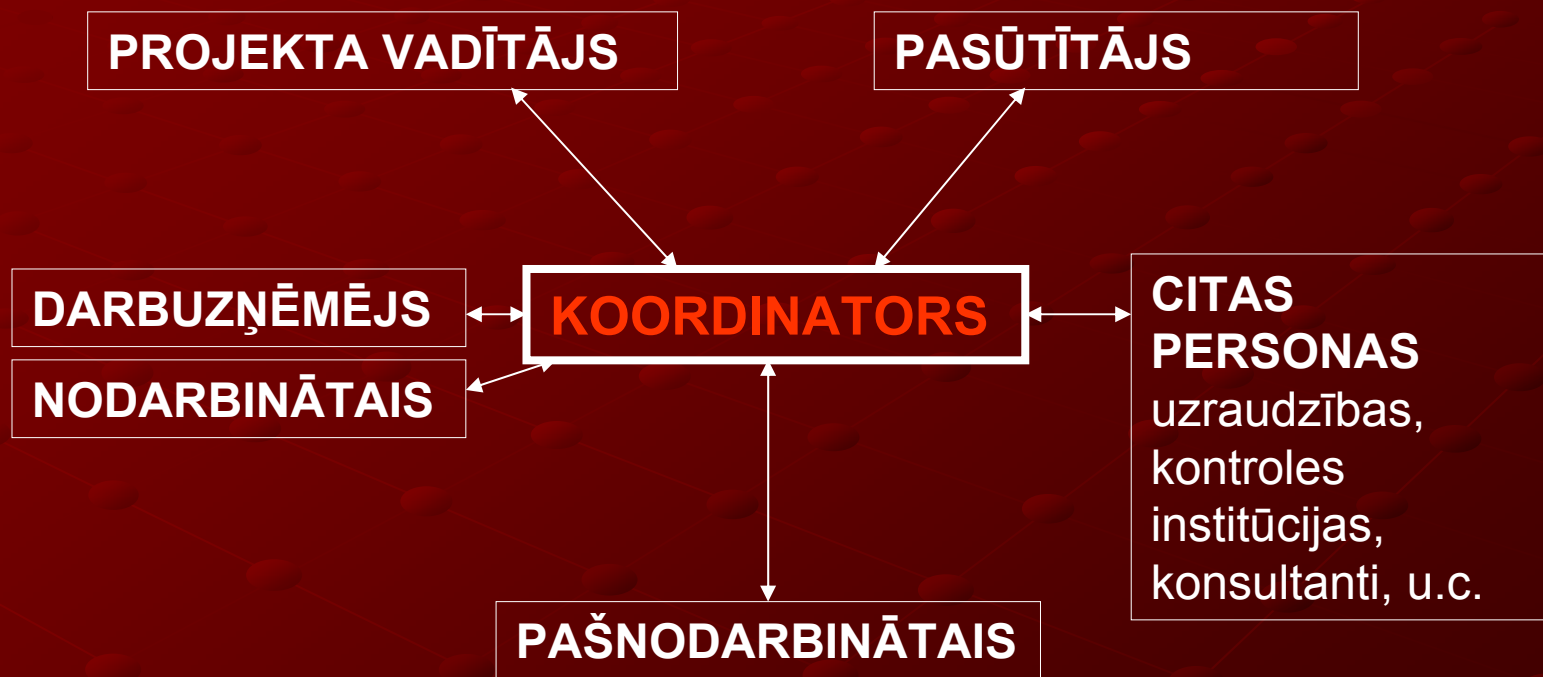 PROJEKTA VADĪTĀJS
PASŪTĪTĀJS
DARBUZŅĒMĒJS
KOORDINATORS
NODARBINĀTAIS
CITAS
PERSONAS
uzraudzības,
kontroles
institūcijas,
konsultanti, u.c.
PAŠNODARBINĀTAIS